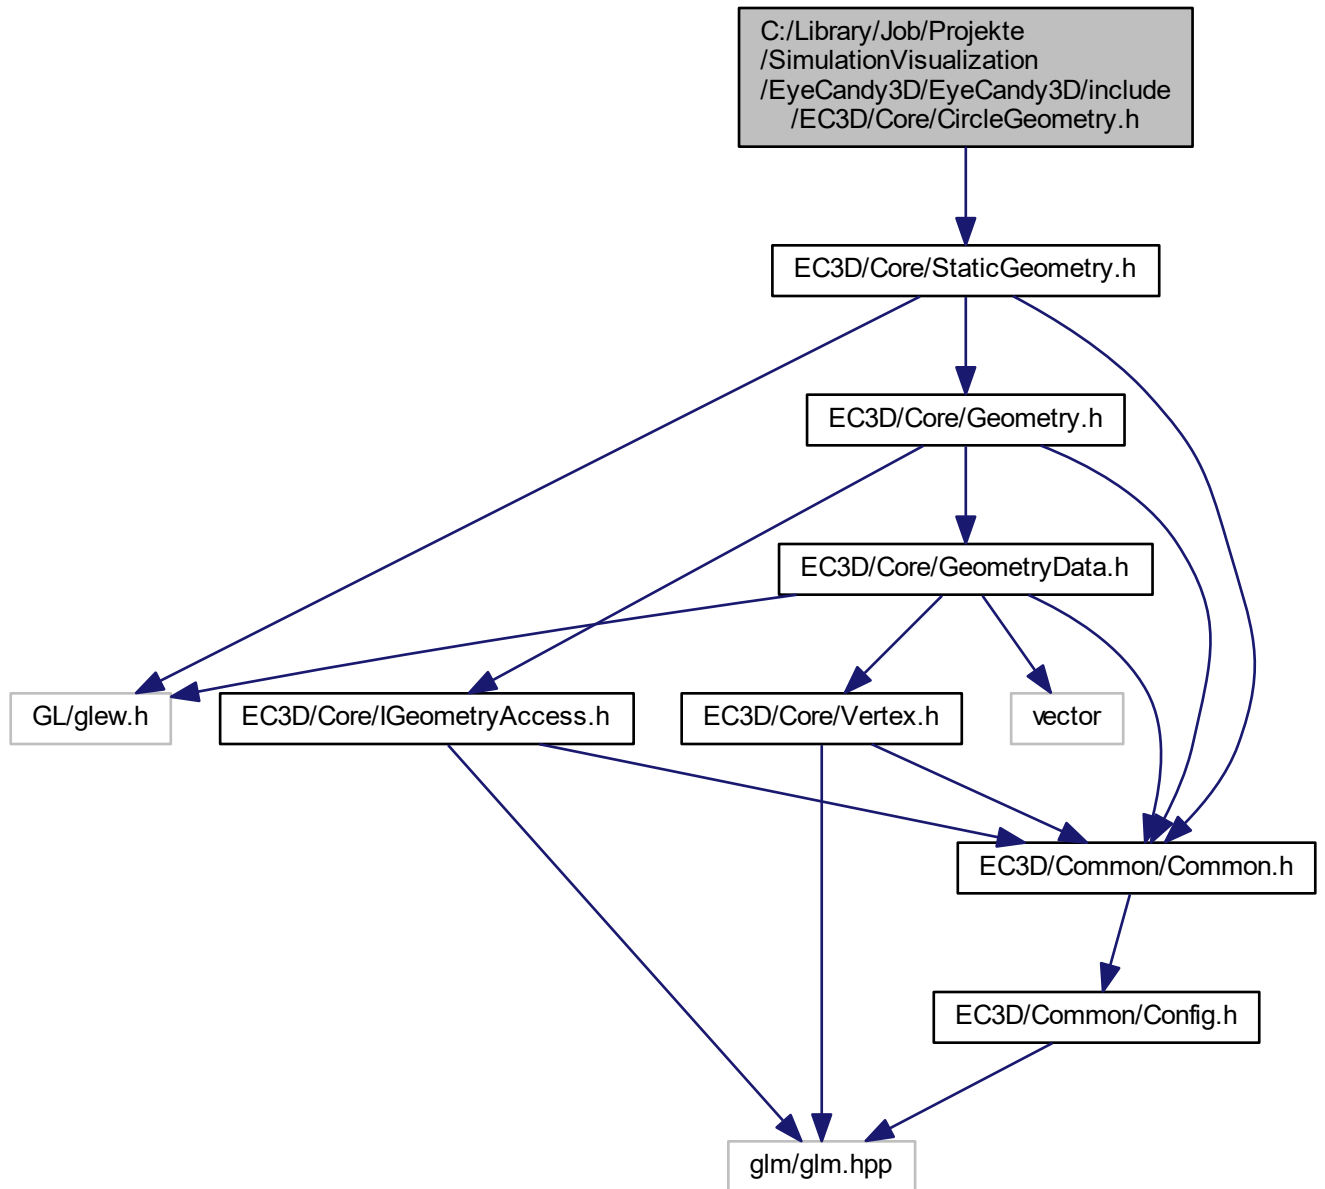 C:/Library/Job/Projekte
/SimulationVisualization
/EyeCandy3D/EyeCandy3D/include
/EC3D/Core/CircleGeometry.h
EC3D/Core/StaticGeometry.h
EC3D/Core/Geometry.h
EC3D/Core/GeometryData.h
GL/glew.h
EC3D/Core/IGeometryAccess.h
EC3D/Core/Vertex.h
vector
EC3D/Common/Common.h
EC3D/Common/Config.h
glm/glm.hpp